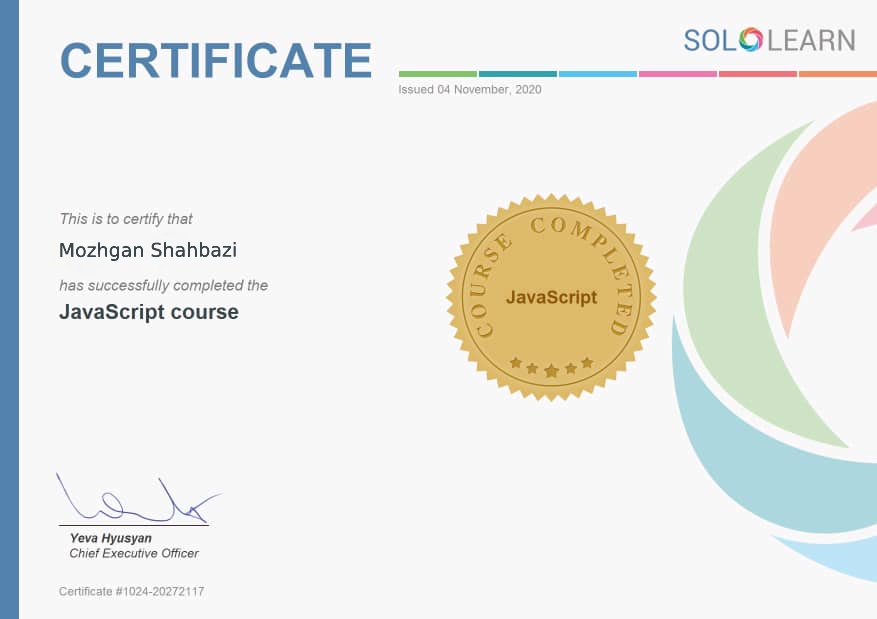 CERTIFICATE
SOLOLEARN
Issued 04 November, 2020
This is to certify that
Mozhgan Shahbazi
has successfully completed the
JavaScript course
COURSE COMPLETED
JavaScript
Yeva Hyusyan
Chief Executive Officer
Certificate #1024-20272117